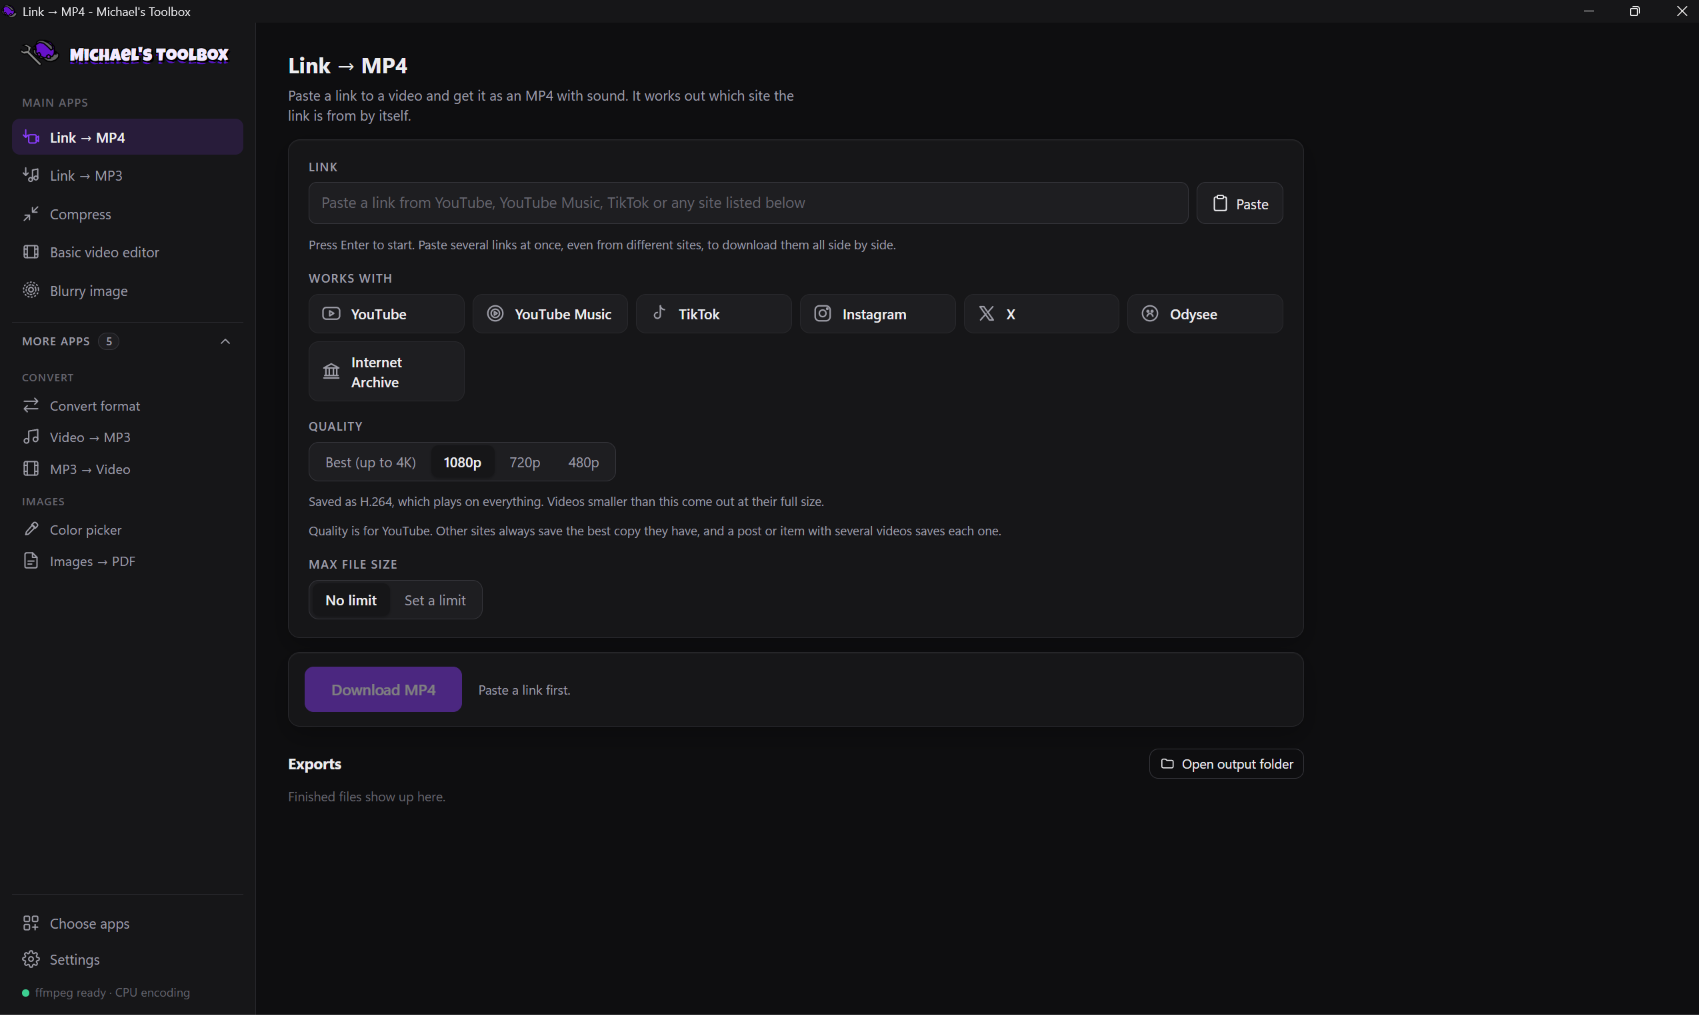 Link → MP4 - Michael's Toolbox
MICHAEL'S TOOLBOX
MAIN APPS
Link → MP4
Link → MP3
Compress
Basic video editor
Blurry image
MORE APPS 5
CONVERT
Convert format
Video → MP3
MP3 → Video
IMAGES
Color picker
Images → PDF
Choose apps
Settings
ffmpeg ready · CPU encoding
Link → MP4
Paste a link to a video and get it as an MP4 with sound. It works out which site the
link is from by itself.
LINK
Paste a link from YouTube, YouTube Music, TikTok or any site listed below
Paste
Press Enter to start. Paste several links at once, even from different sites, to download them all side by side.
WORKS WITH
YouTube
YouTube Music
TikTok
Instagram
X
Odysee
Internet
Archive
QUALITY
Best (up to 4K) 1080p 720p 480p
Saved as H.264, which plays on everything. Videos smaller than this come out at their full size.
Quality is for YouTube. Other sites always save the best copy they have, and a post or item with several videos saves each one.
MAX FILE SIZE
No limit Set a limit
Download MP4
Paste a link first.
Exports
Open output folder
Finished files show up here.